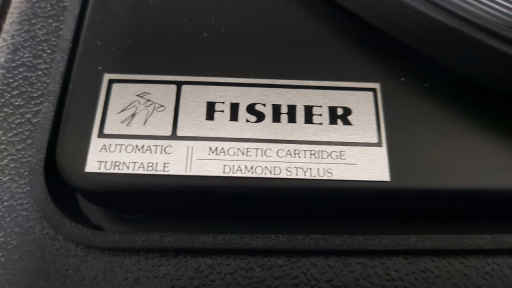 FISHER
AUTOMATIC
TURNTABLE
MAGNETIC CARTRIDGE
DIAMOND STYLUS